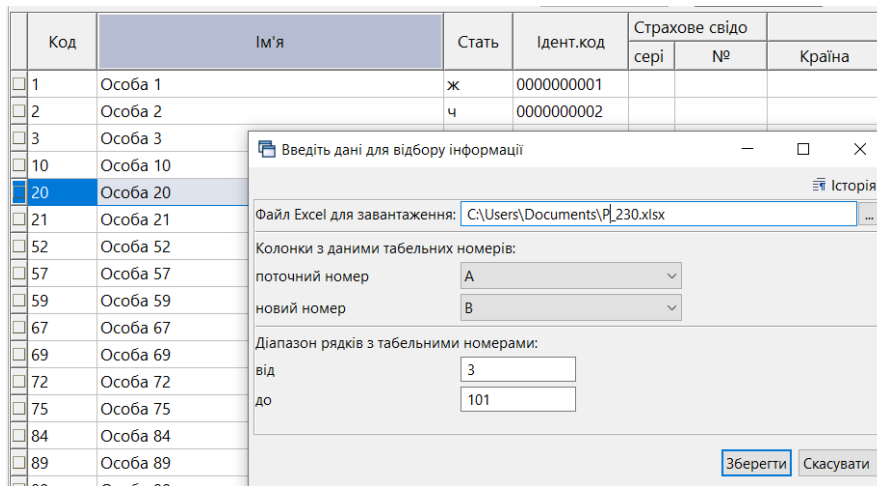 Код Ім'я Стать Ідент.код Страхове свідо
сері № Країна
1 Особа 1 ж 0000000001
2 Особа 2 ч 0000000002
3 Особа 3
10 Особа 10
20 Особа 20
21 Особа 21
52 Особа 52
57 Особа 57
59 Особа 59
67 Особа 67
69 Особа 69
72 Особа 72
75 Особа 75
84 Особа 84
89 Особа 89
Введіть дані для відбору інформації
Історія
Файл Excel для завантаження: C:\Users\Documents\P_230.xlsx ...
Колонки з даними табельних номерів:
поточний номер A
новий номер B
Діапазон рядків з табельними номерами:
від 3
до 101
Зберегти Скасувати